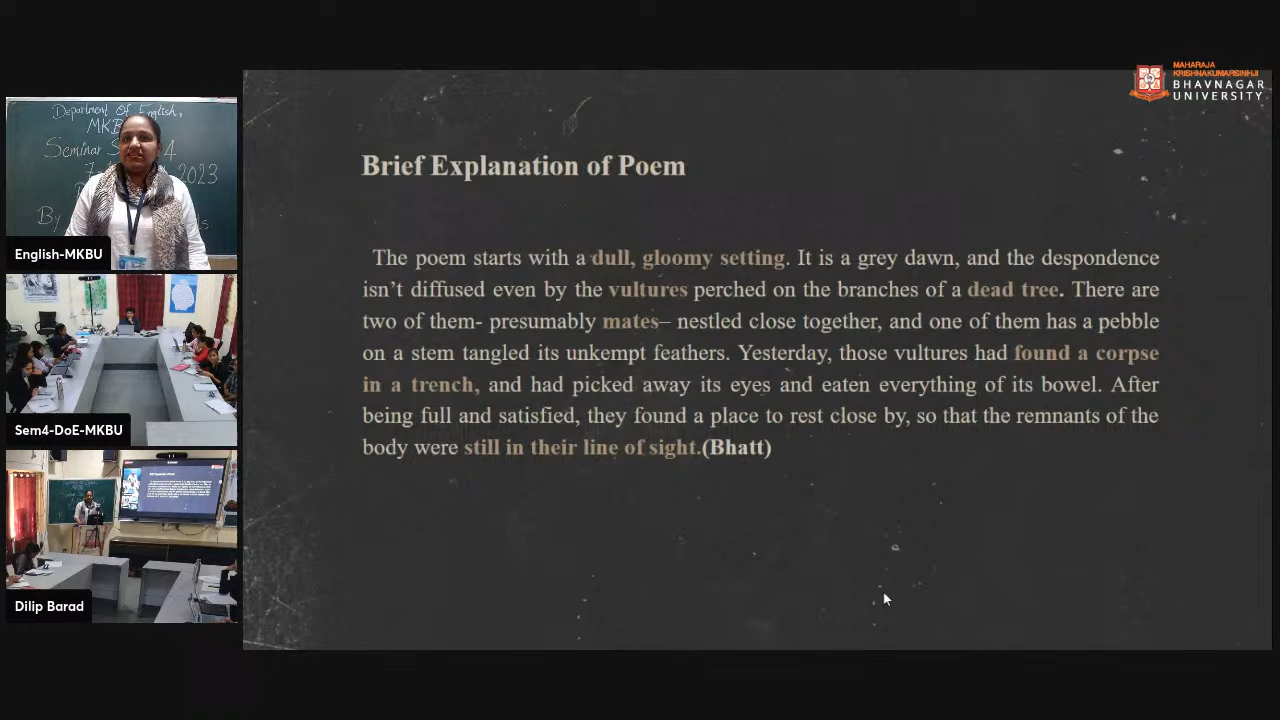 MAHARAJA
KRISHNAKUMARSINHJI
BHAVNAGAR
UNIVERSITY
Department Of English,
MKB
Seminar S 4
7 2023
By
English-MKBU
Sem4-DoE-MKBU
Dilip Barad
Brief Explanation of Poem
The poem starts with a dull, gloomy setting. It is a grey dawn, and the despondence
isn’t diffused even by the vultures perched on the branches of a dead tree. There are
two of them- presumably mates– nestled close together, and one of them has a pebble
on a stem tangled its unkempt feathers. Yesterday, those vultures had found a corpse
in a trench, and had picked away its eyes and eaten everything of its bowel. After
being full and satisfied, they found a place to rest close by, so that the remnants of the
body were still in their line of sight.(Bhatt)